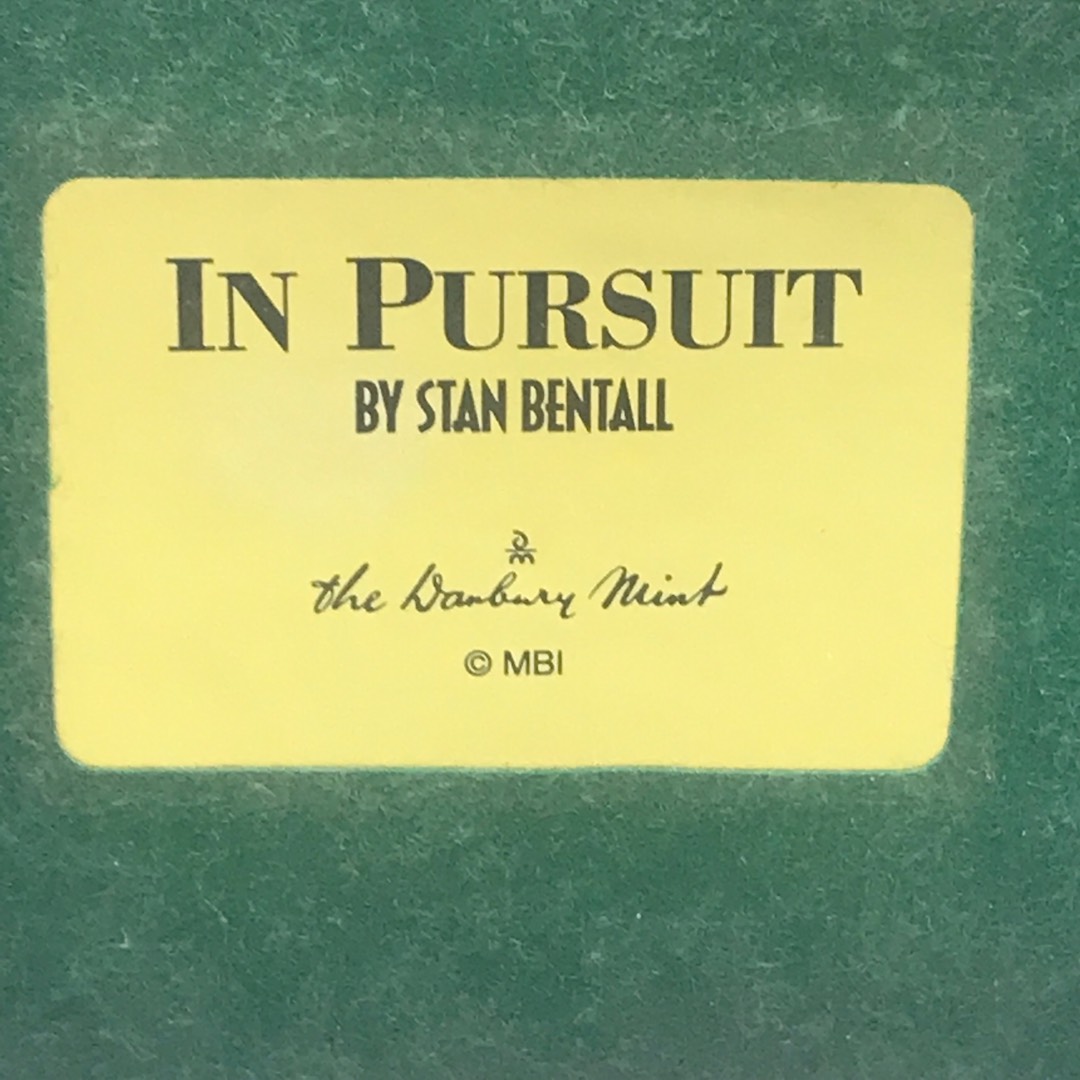 IN PURSUIT
BY STAN BENTALL
the Danbury Mint
© MBI